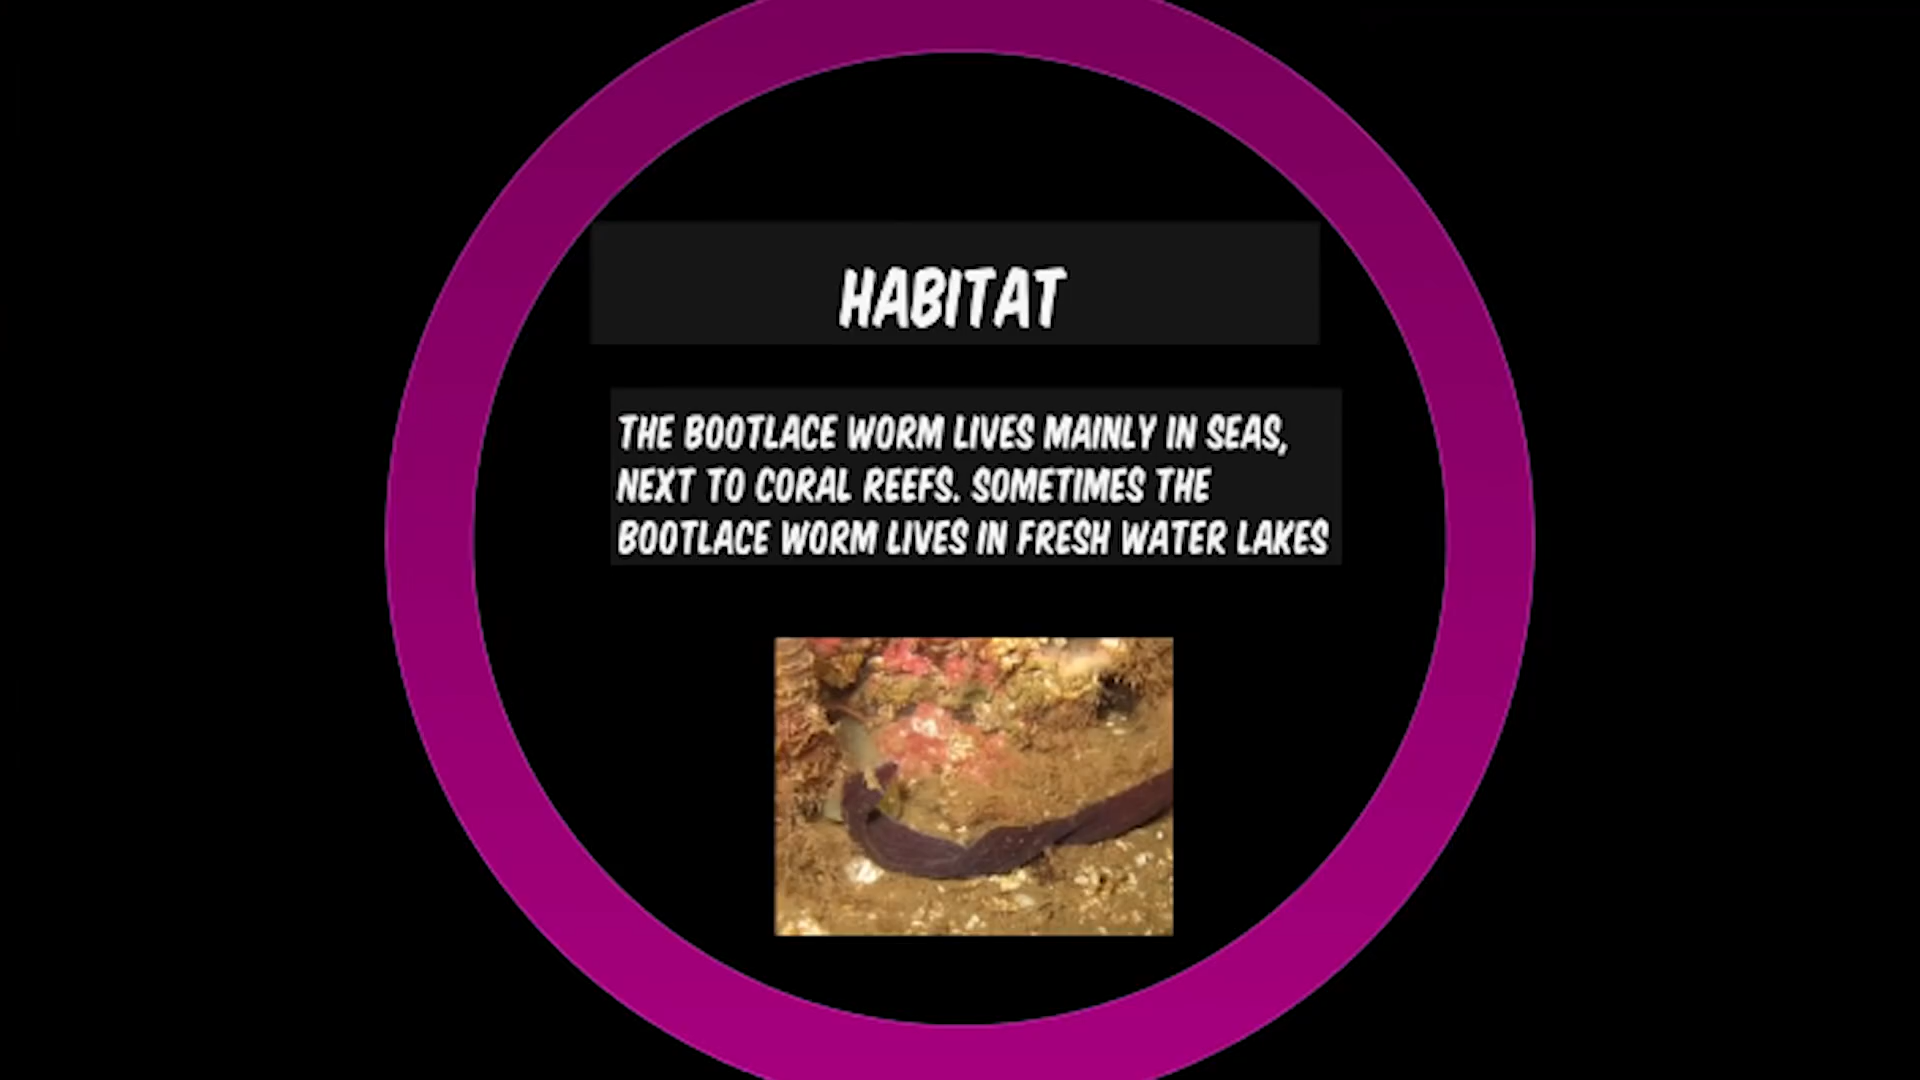 HABITAT
THE BOOTLACE WORM LIVES MAINLY IN SEAS,
NEXT TO CORAL REEFS. SOMETIMES THE
BOOTLACE WORM LIVES IN FRESH WATER LAKES